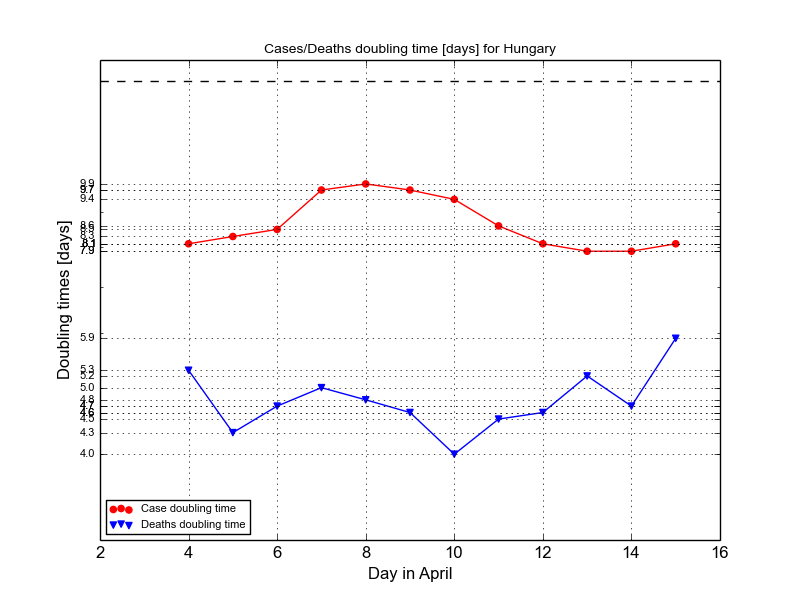 Cases/Deaths doubling time [days] for Hungary
Doubling times [days]
9.9
9.7
9.4
8.6
8.3
8.1
7.9
5.9
5.3
5.2
5.0
4.8
4.7
4.6
4.5
4.3
4.0
Case doubling time
Deaths doubling time
2 4 6 8 10 12 14 16
Day in April